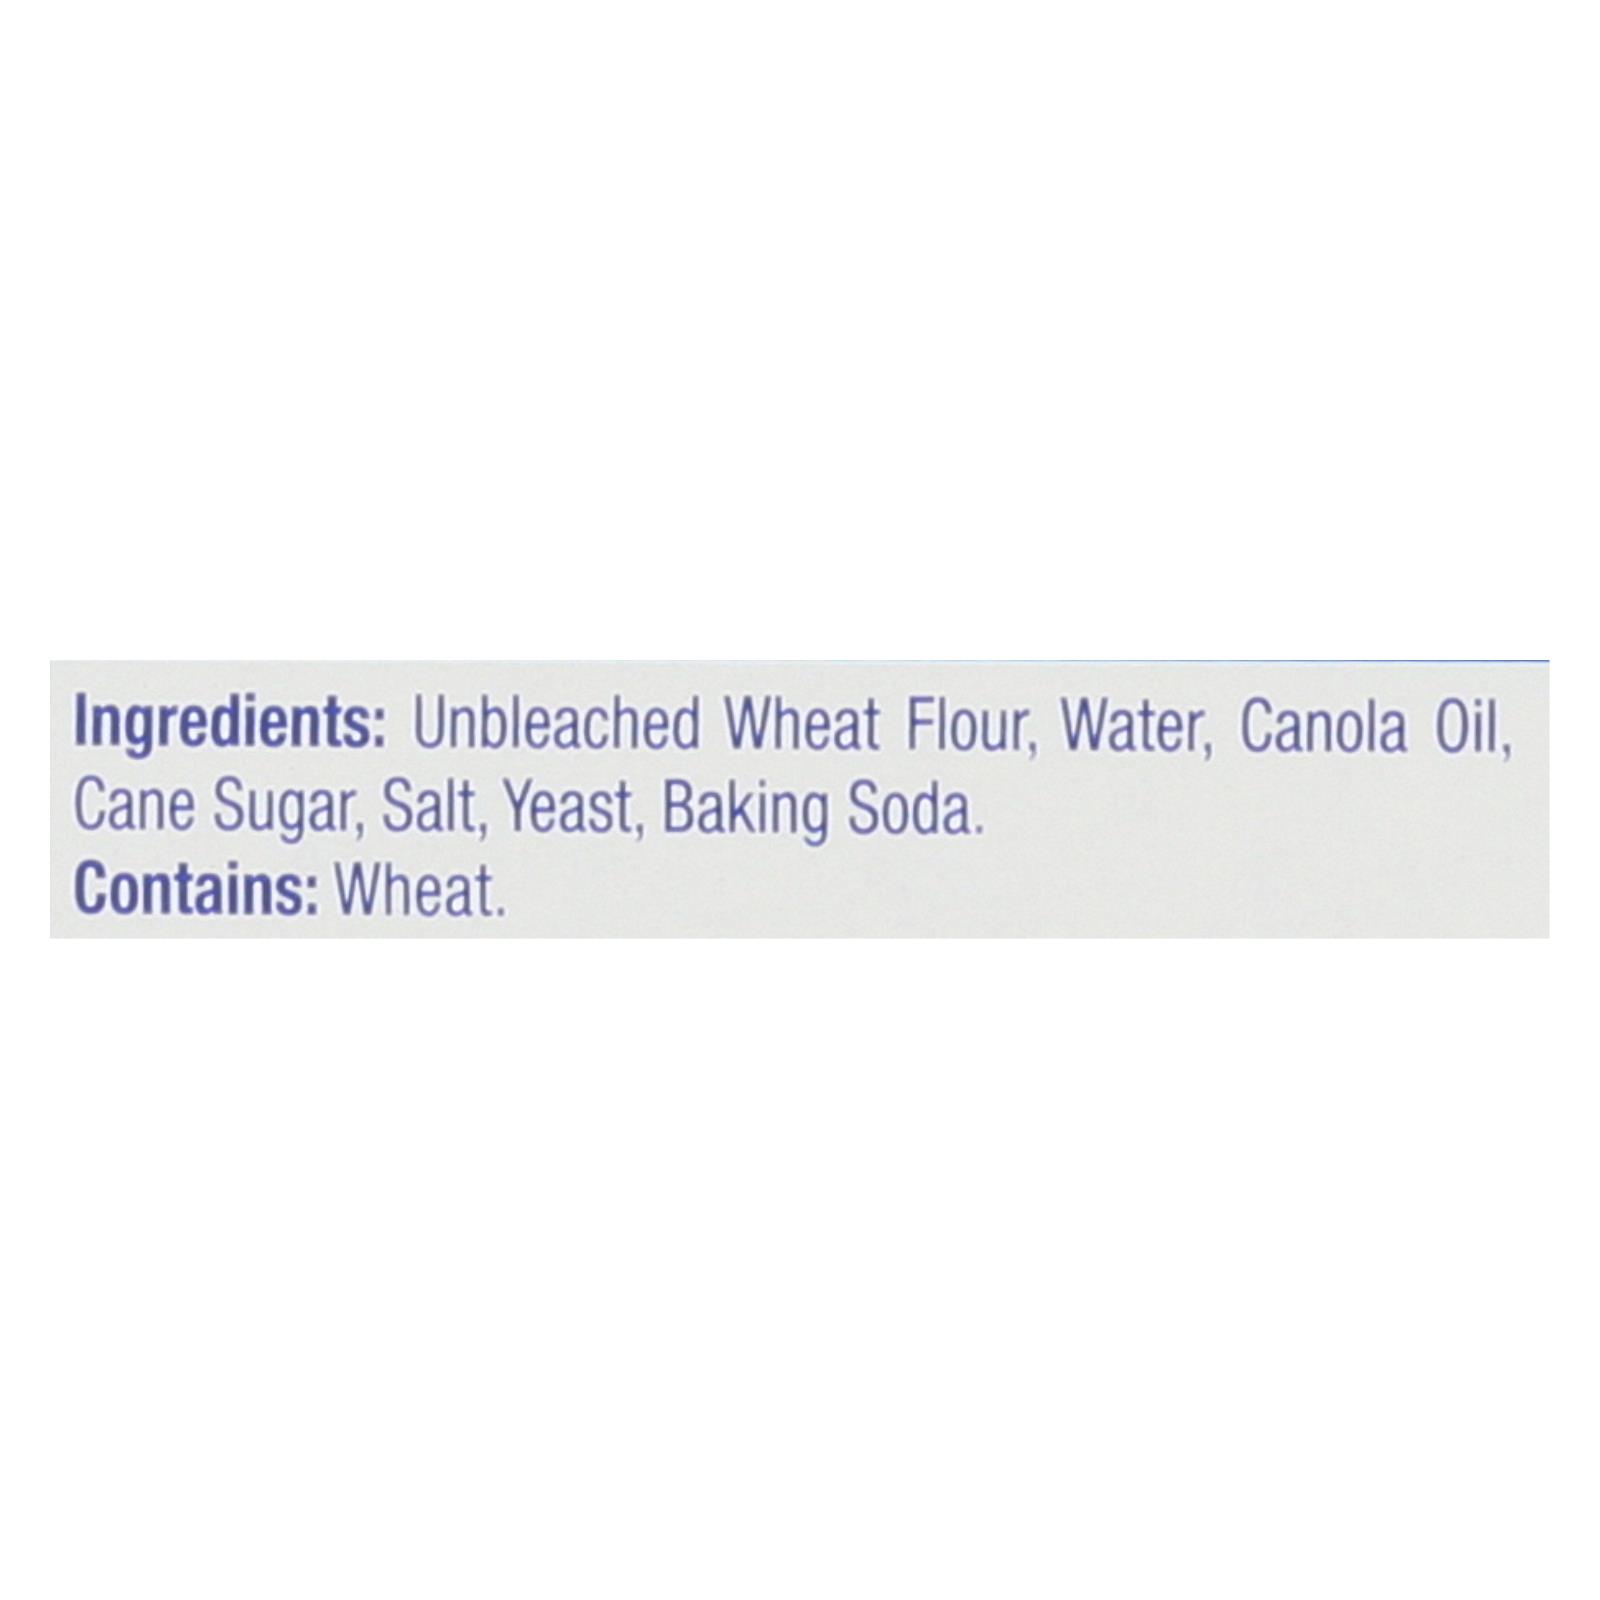 Ingredients: Unbleached Wheat Flour, Water, Canola Oil,
Cane Sugar, Salt, Yeast, Baking Soda.
Contains: Wheat.